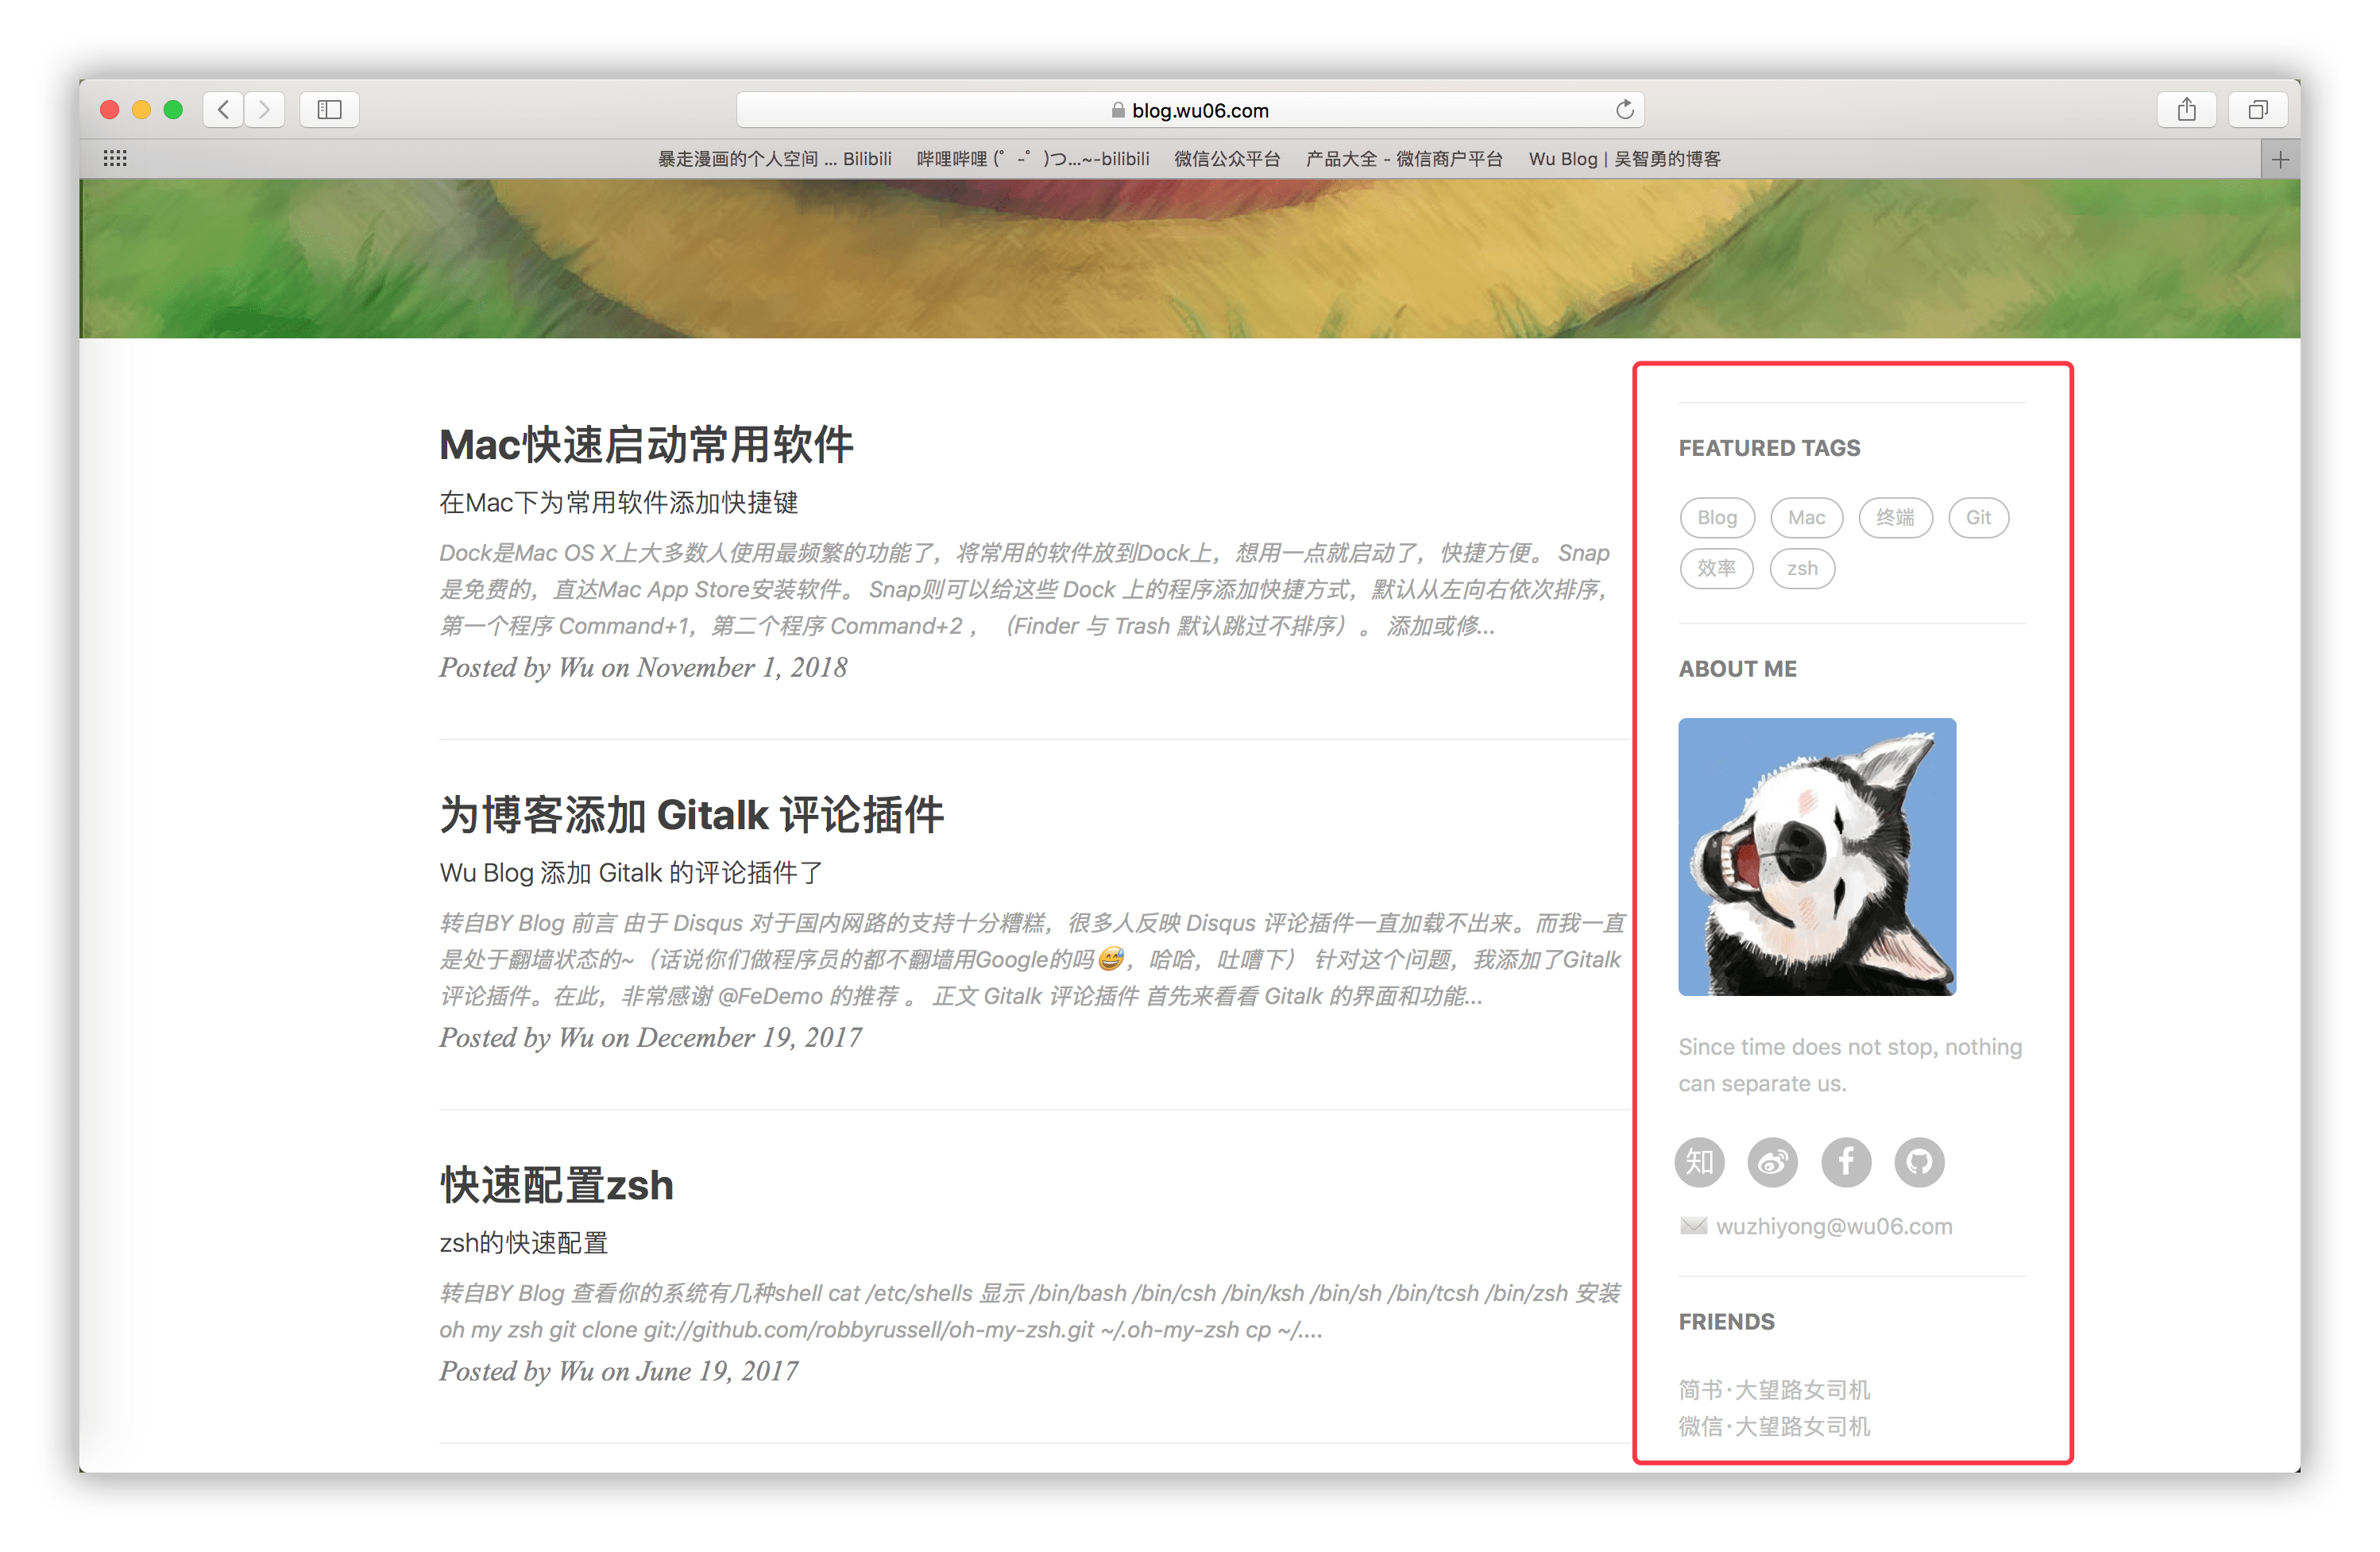 blog.wu06.com
暴走漫画的个人空间 ... Bilibili 哔哩哔哩 (゜-゜)つ...~-bilibili 微信公众平台 产品大全 - 微信商户平台 Wu Blog | 吴智勇的博客
Mac快速启动常用软件
在Mac下为常用软件添加快捷键
Dock是Mac OS X上大多数人使用最频繁的功能了，将常用的软件放到Dock上，想用一点就启动了，快捷方便。 Snap
是免费的，直达Mac App Store安装软件。 Snap则可以给这些 Dock 上的程序添加快捷方式，默认从左向右依次排序，
第一个程序 Command+1，第二个程序 Command+2 ，（Finder 与 Trash 默认跳过不排序）。 添加或修...
Posted by Wu on November 1, 2018
为博客添加 Gitalk 评论插件
Wu Blog 添加 Gitalk 的评论插件了
转自BY Blog 前言 由于 Disqus 对于国内网路的支持十分糟糕，很多人反映 Disqus 评论插件一直加载不出来。而我一直
是处于翻墙状态的~（话说你们做程序员的都不翻墙用Google的吗😅，哈哈，吐嘈下） 针对这个问题，我添加了Gitalk
评论插件。在此，非常感谢 @FeDemo 的推荐 。 正文 Gitalk 评论插件 首先来看看 Gitalk 的界面和功能...
Posted by Wu on December 19, 2017
快速配置zsh
zsh的快速配置
转自BY Blog 查看你的系统有几种shell cat /etc/shells 显示 /bin/bash /bin/csh /bin/ksh /bin/sh /bin/tcsh /bin/zsh 安装
oh my zsh git clone git://github.com/robbyrussell/oh-my-zsh.git ~/.oh-my-zsh cp ~/....
Posted by Wu on June 19, 2017
FEATURED TAGS
Blog Mac 终端 Git
效率 zsh
ABOUT ME
Since time does not stop, nothing
can separate us.
知
wuzhiyong@wu06.com
FRIENDS
简书·大望路女司机
微信·大望路女司机